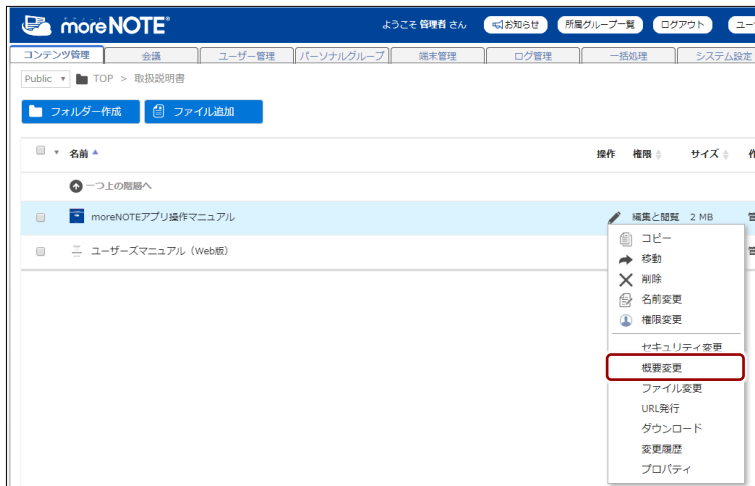 moreNOTE ようこそ 管理者 さん お知らせ 所属グループ一覧 ログアウト
コンテンツ管理 会議 ユーザー管理 パーソナルグループ 端末管理 ログ管理 一括処理 システム設定
Public TOP > 取扱説明書
フォルダー作成 ファイル追加
名前 操作 権限 サイズ
一つ上の階層へ
moreNOTEアプリ操作マニュアル 編集と閲覧 2 MB
ユーザーズマニュアル（Web版）
コピー
移動
削除
名前変更
権限変更
セキュリティ変更
概要変更
ファイル変更
URL発行
ダウンロード
変更履歴
プロパティ